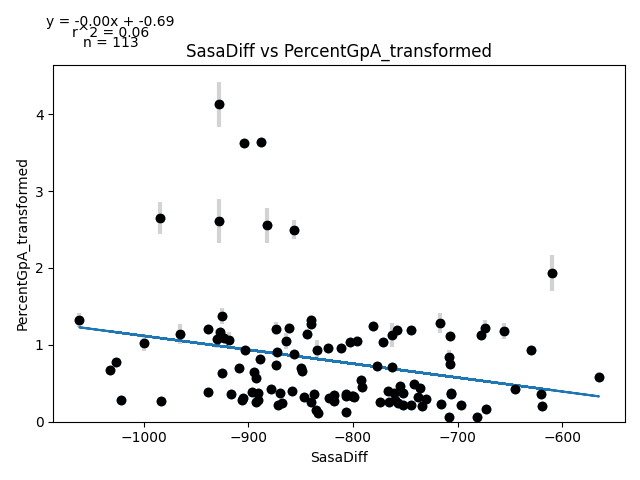 y = -0.00x + -0.69
r^2 = 0.06
n = 113
SasaDiff vs PercentGpA_transformed
PercentGpA_transformed
4
3
2
1
0
−1000
−900
−800
−700
−600
SasaDiff